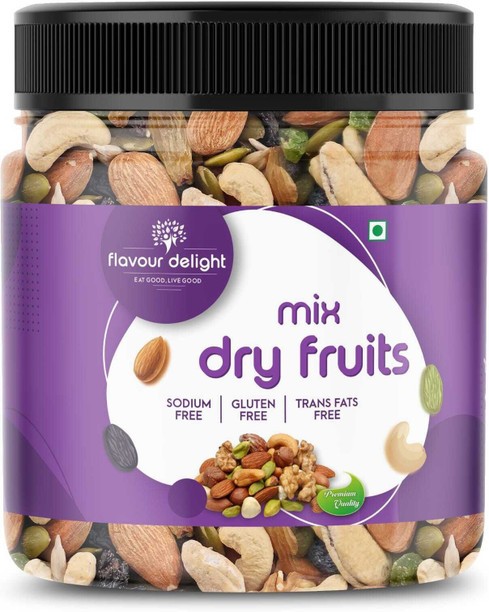 flavour delight
EAT GOOD, LIVE GOOD
mix
dry fruits
SODIUM FREE
GLUTEN FREE
TRANS FATS FREE
Premium
Quality